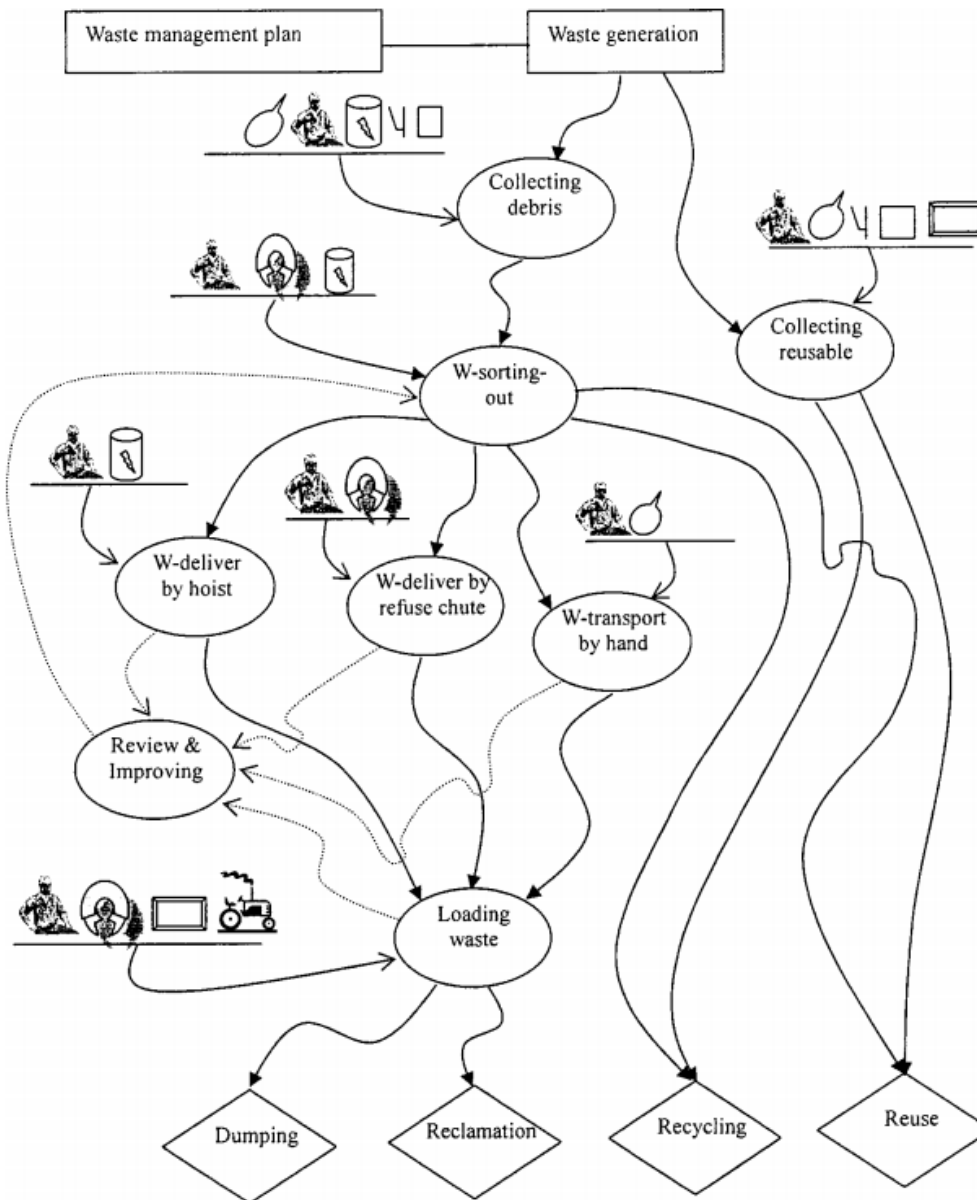 Waste management plan
Waste generation
Collecting
debris
Collecting
reusable
W-sorting-
out
W-deliver
by hoist
W-deliver by
refuse chute
W-transport
by hand
Review &
Improving
Loading
waste
Dumping
Reclamation
Recycling
Reuse